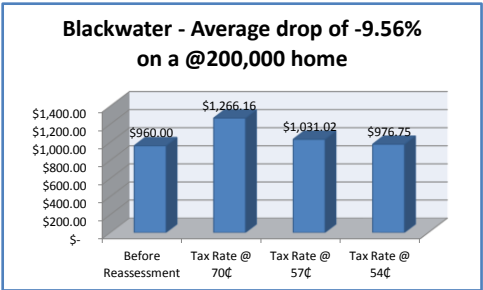 Blackwater - Average drop of -9.56%
on a @200,000 home
$1,400.00
$1,200.00
$1,000.00
$800.00
$600.00
$400.00
$200.00
$-
$960.00
$1,266.16
$1,031.02
$976.75
Before
Reassessment
Tax Rate @
70¢
Tax Rate @
57¢
Tax Rate @
54¢